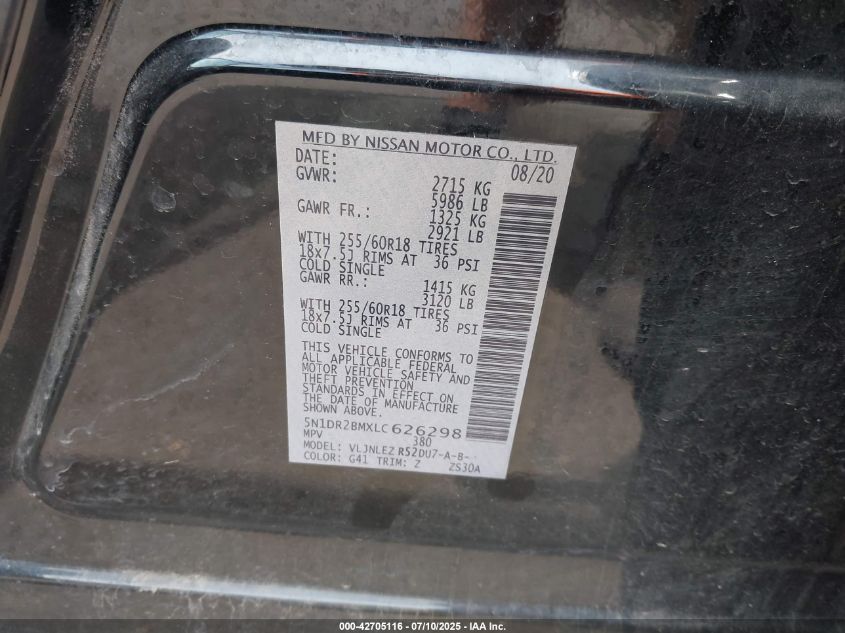 MFD BY NISSAN MOTOR CO., LTD.
DATE: 08/20
GVWR: 2715 KG
5986 LB
GAWR FR.: 1325 KG
2921 LB
WITH 255/60R18 TIRES
18x7.5J RIMS AT 36 PSI
COLD SINGLE
GAWR RR.: 1415 KG
3120 LB
WITH 255/60R18 TIRES
18x7.5J RIMS AT 36 PSI
COLD SINGLE
THIS VEHICLE CONFORMS TO
ALL APPLICABLE FEDERAL
MOTOR VEHICLE SAFETY AND
THEFT PREVENTION
STANDARDS IN EFFECT ON
THE DATE OF MANUFACTURE
SHOWN ABOVE.
5N1DR2BMXLC626298
MPV 380
MODEL: VLJNLEZ R52DU7-A-B-
COLOR: G41 TRIM: Z ZS30A
000-42705116 - 07/10/2025 - IAA Inc.